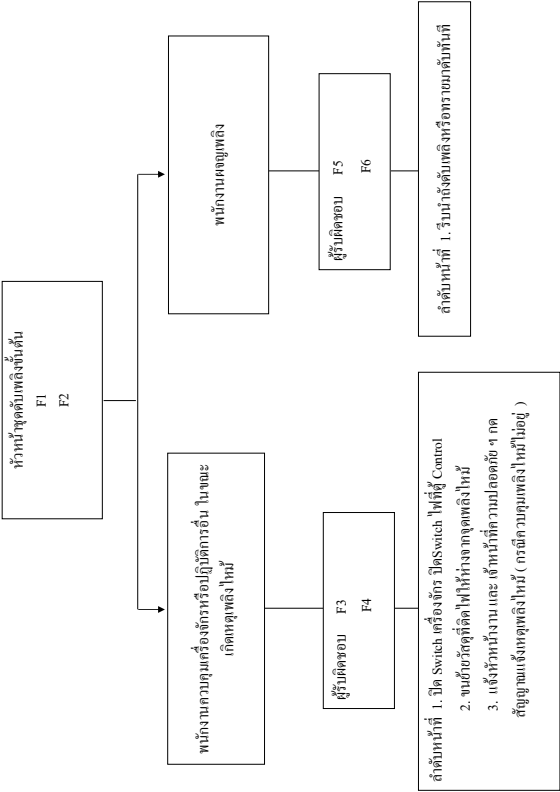 หัวหน้าชุดดับเพลิงขั้นต้น
F1
F2
พนักงานควบคุมเครื่องจักรหรือปฏิบัติการอื่น ในขณะ
เกิดเหตุเพลิงไหม้
พนักงานผจญเพลิง
ผู้รับผิดชอบ F3
F4
ผู้รับผิดชอบ F5
F6
ลำดับหน้าที่ 1. ปิด Switch เครื่องจักร ปิดSwitch ไฟที่ตู้ Control
2. ขนย้ายวัสดุที่ติดไฟให้ห่างจากจุดเพลิงไหม้
3. แจ้งหัวหน้างาน และ เจ้าหน้าที่ความปลอดภัย ฯ กด
สัญญาณแจ้งเหตุเพลิงไหม้ ( กรณีควบคุมเพลิงไหม้ไม่อยู่ )
ลำดับหน้าที่ 1. รีบนำถังดับเพลิงหรือทรายมาดับทันที